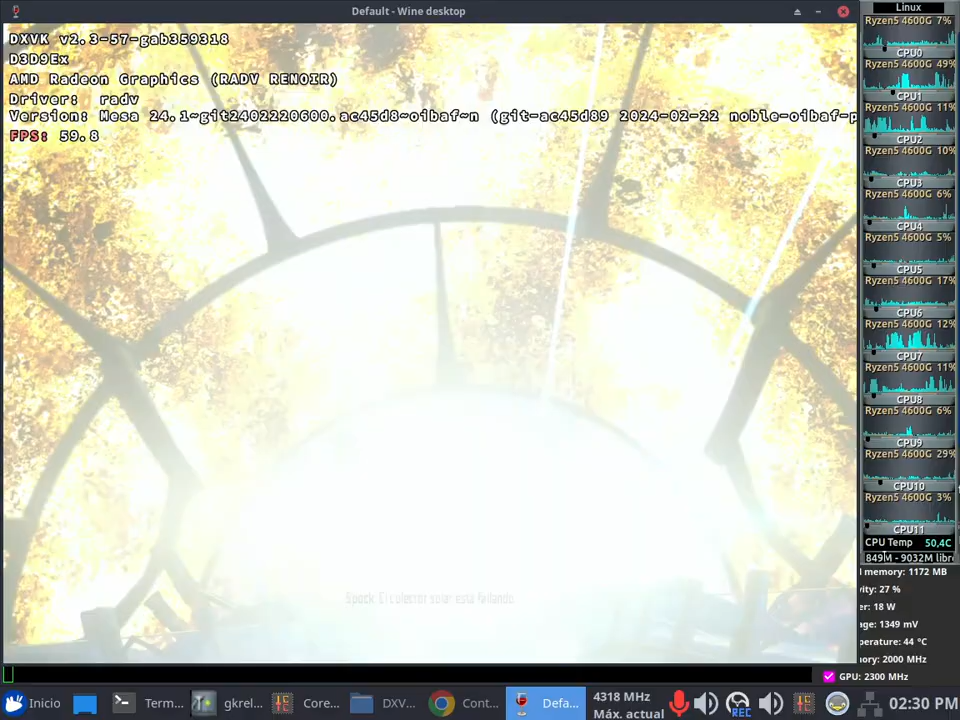 Default - Wine desktop
Linux
DXVK v2.3-57-gab359318
D3D9Ex
AMD Radeon Graphics (RADV RENOIR)
Driver: radv
Version: Mesa 24.1~git2402220600.ac45d8~oibaf~n (git-ac45d89 2024-02-22 noble-oibaf-p
FPS: 59.8
Ryzen5 4600G 7%
CPU0
Ryzen5 4600G 49%
CPU1
Ryzen5 4600G 11%
CPU2
Ryzen5 4600G 10%
CPU3
Ryzen5 4600G 6%
CPU4
Ryzen5 4600G 5%
CPU5
Ryzen5 4600G 17%
CPU6
Ryzen5 4600G 12%
CPU7
Ryzen5 4600G 11%
CPU8
Ryzen5 4600G 6%
CPU9
Ryzen5 4600G 29%
CPU10
Ryzen5 4600G 3%
CPU11
CPU Temp 50,4C
849M - 9032M libre
memory: 1172 MB
vity: 27 %
er: 18 W
age: 1349 mV
perature: 44 °C
ory: 2000 MHz
GPU: 2300 MHz
Spock: El colector solar está fallando.
Inicio
Term...
gkrel...
Core...
DXV...
Cont...
Defa...
4318 MHz
Máx. actual
REC
02:30 PM